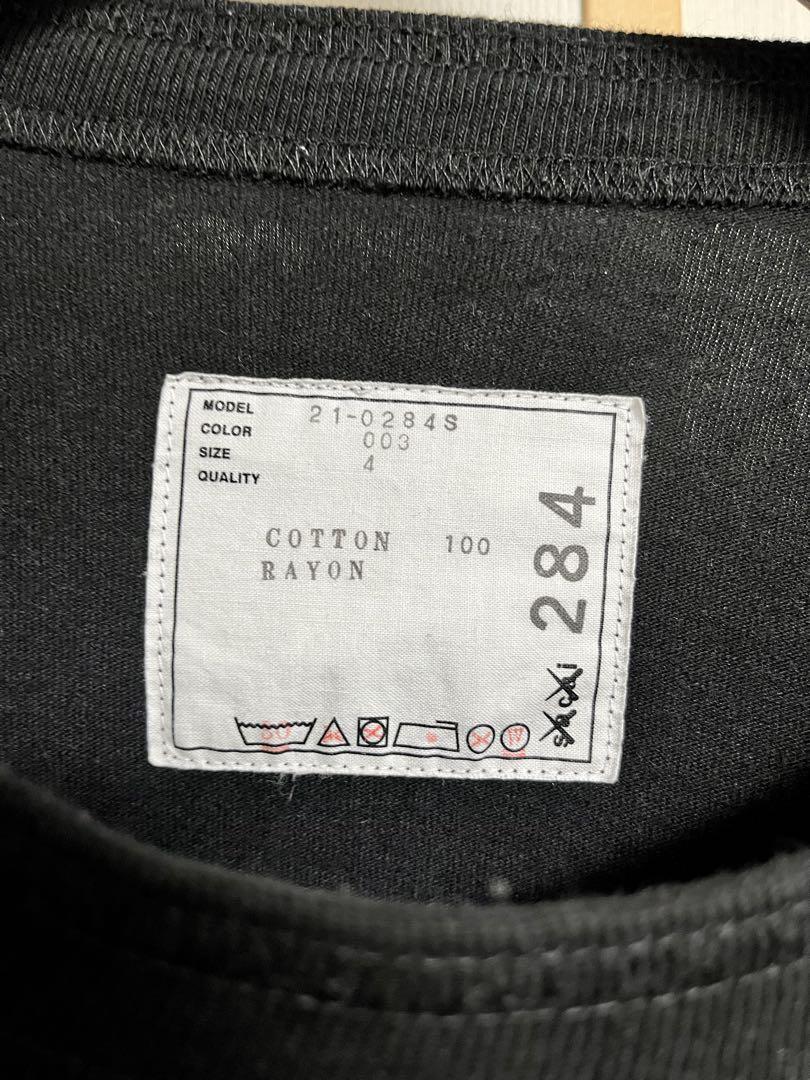 MODEL 21-0284S
COLOR 003
SIZE 4
QUALITY
COTTON 100
RAYON
284
sacai